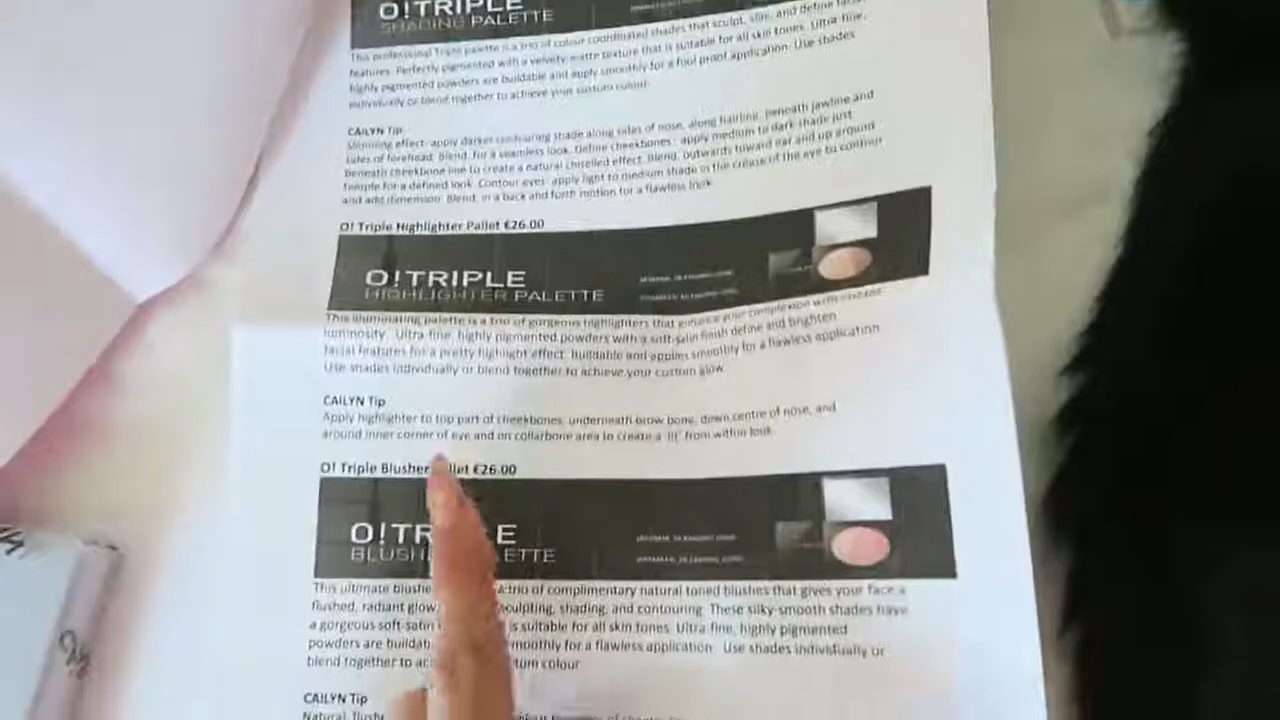 O!TRIPLE
SHADING PALETTE
This professional Triple palette is a trio of colour coordinated shades that sculpt, slay, and define facial
features. Perfectly pigmented with a velvety matte texture that is suitable for all skin tones. Ultra-fine,
highly pigmented powders are buildable and apply smoothly for a fool proof application. Use shades
individually or blend together to achieve your custom colour.
CAILYN Tip
Slimming effect- apply darker contouring shade along sides of nose, along hairline, beneath jawline and
sides of forehead. Blend, for a seamless look. Define cheekbones - apply medium to dark shade just
beneath cheekbone line to create a natural chiselled effect. Blend, outwards toward ear and up around
temple for a defined look. Contour eyes- apply light to medium shade in the crease of the eye to contour
and add dimension. Blend, in a back and forth motion for a flawless look.
O! Triple Highlighter Pallet €26.00
O!TRIPLE
HIGHLIGHTER PALETTE
This illuminating palette is a trio of gorgeous highlighters that enhance your complexion with
luminosity. Ultra-fine, highly pigmented powders with a soft-satin finish define and brighten
facial features for a pretty highlight effect. Buildable and applies smoothly for a flawless application.
Use shades individually or blend together to achieve your custom glow.
CAILYN Tip
Apply highlighter to top part of cheekbones, underneath brow bone, down centre of nose, and
around inner corner of eye and on collarbone area to create a "lit" from within look.
O! Triple Blusher llet €26.00
O!TR E
BLUSH ETTE
This ultimate blushe a trio of complimentary natural toned blushes that gives your face a
flushed, radiant glow culpting, shading, and contouring. These silky-smooth shades have
a gorgeous soft-satin is suitable for all skin tones. Ultra-fine, highly pigmented
powders are buildab moothly for a flawless application. Use shades individually or
blend together to ac tum colour
CAILYN Tip
Natural flush